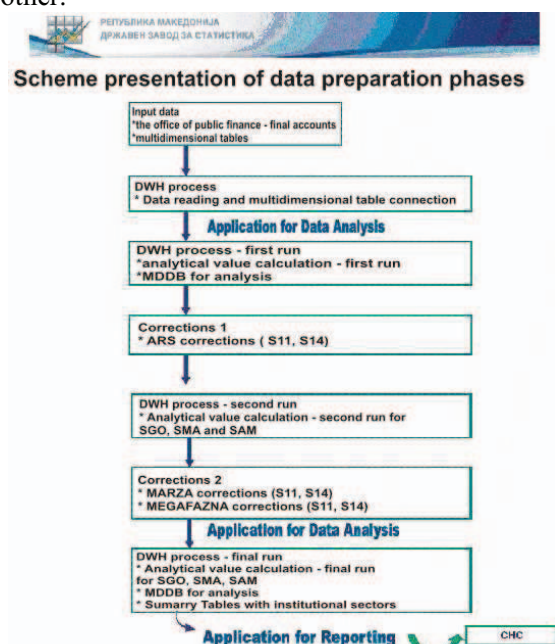 other.
РЕПУБЛИКА МАКЕДОНИЈА
ДРЖАВЕН ЗАВОД ЗА СТАТИСТИКА
Scheme presentation of data preparation phases
Input data
*the office of public finance - final accounts
*multidimensional tables
DWH process
* Data reading and multidimensional table connection
Application for Data Analysis
DWH process - first run
*analytical value calculation - first run
*MDDB for analysis
Corrections 1
* ARS corrections ( S11, S14)
DWH process - second run
* Analytical value calculation - second run for
SGO, SMA and SAM
Corrections 2
* MARZA corrections (S11, S14)
* MEGAFAZNA corrections (S11, S14)
Application for Data Analysis
DWH process - final run
* Analytical value calculation - final run
for SGO, SMA, SAM
* MDDB for analysis
* Sumarry Tables with institutional sectors
Application for Reporting
СНС